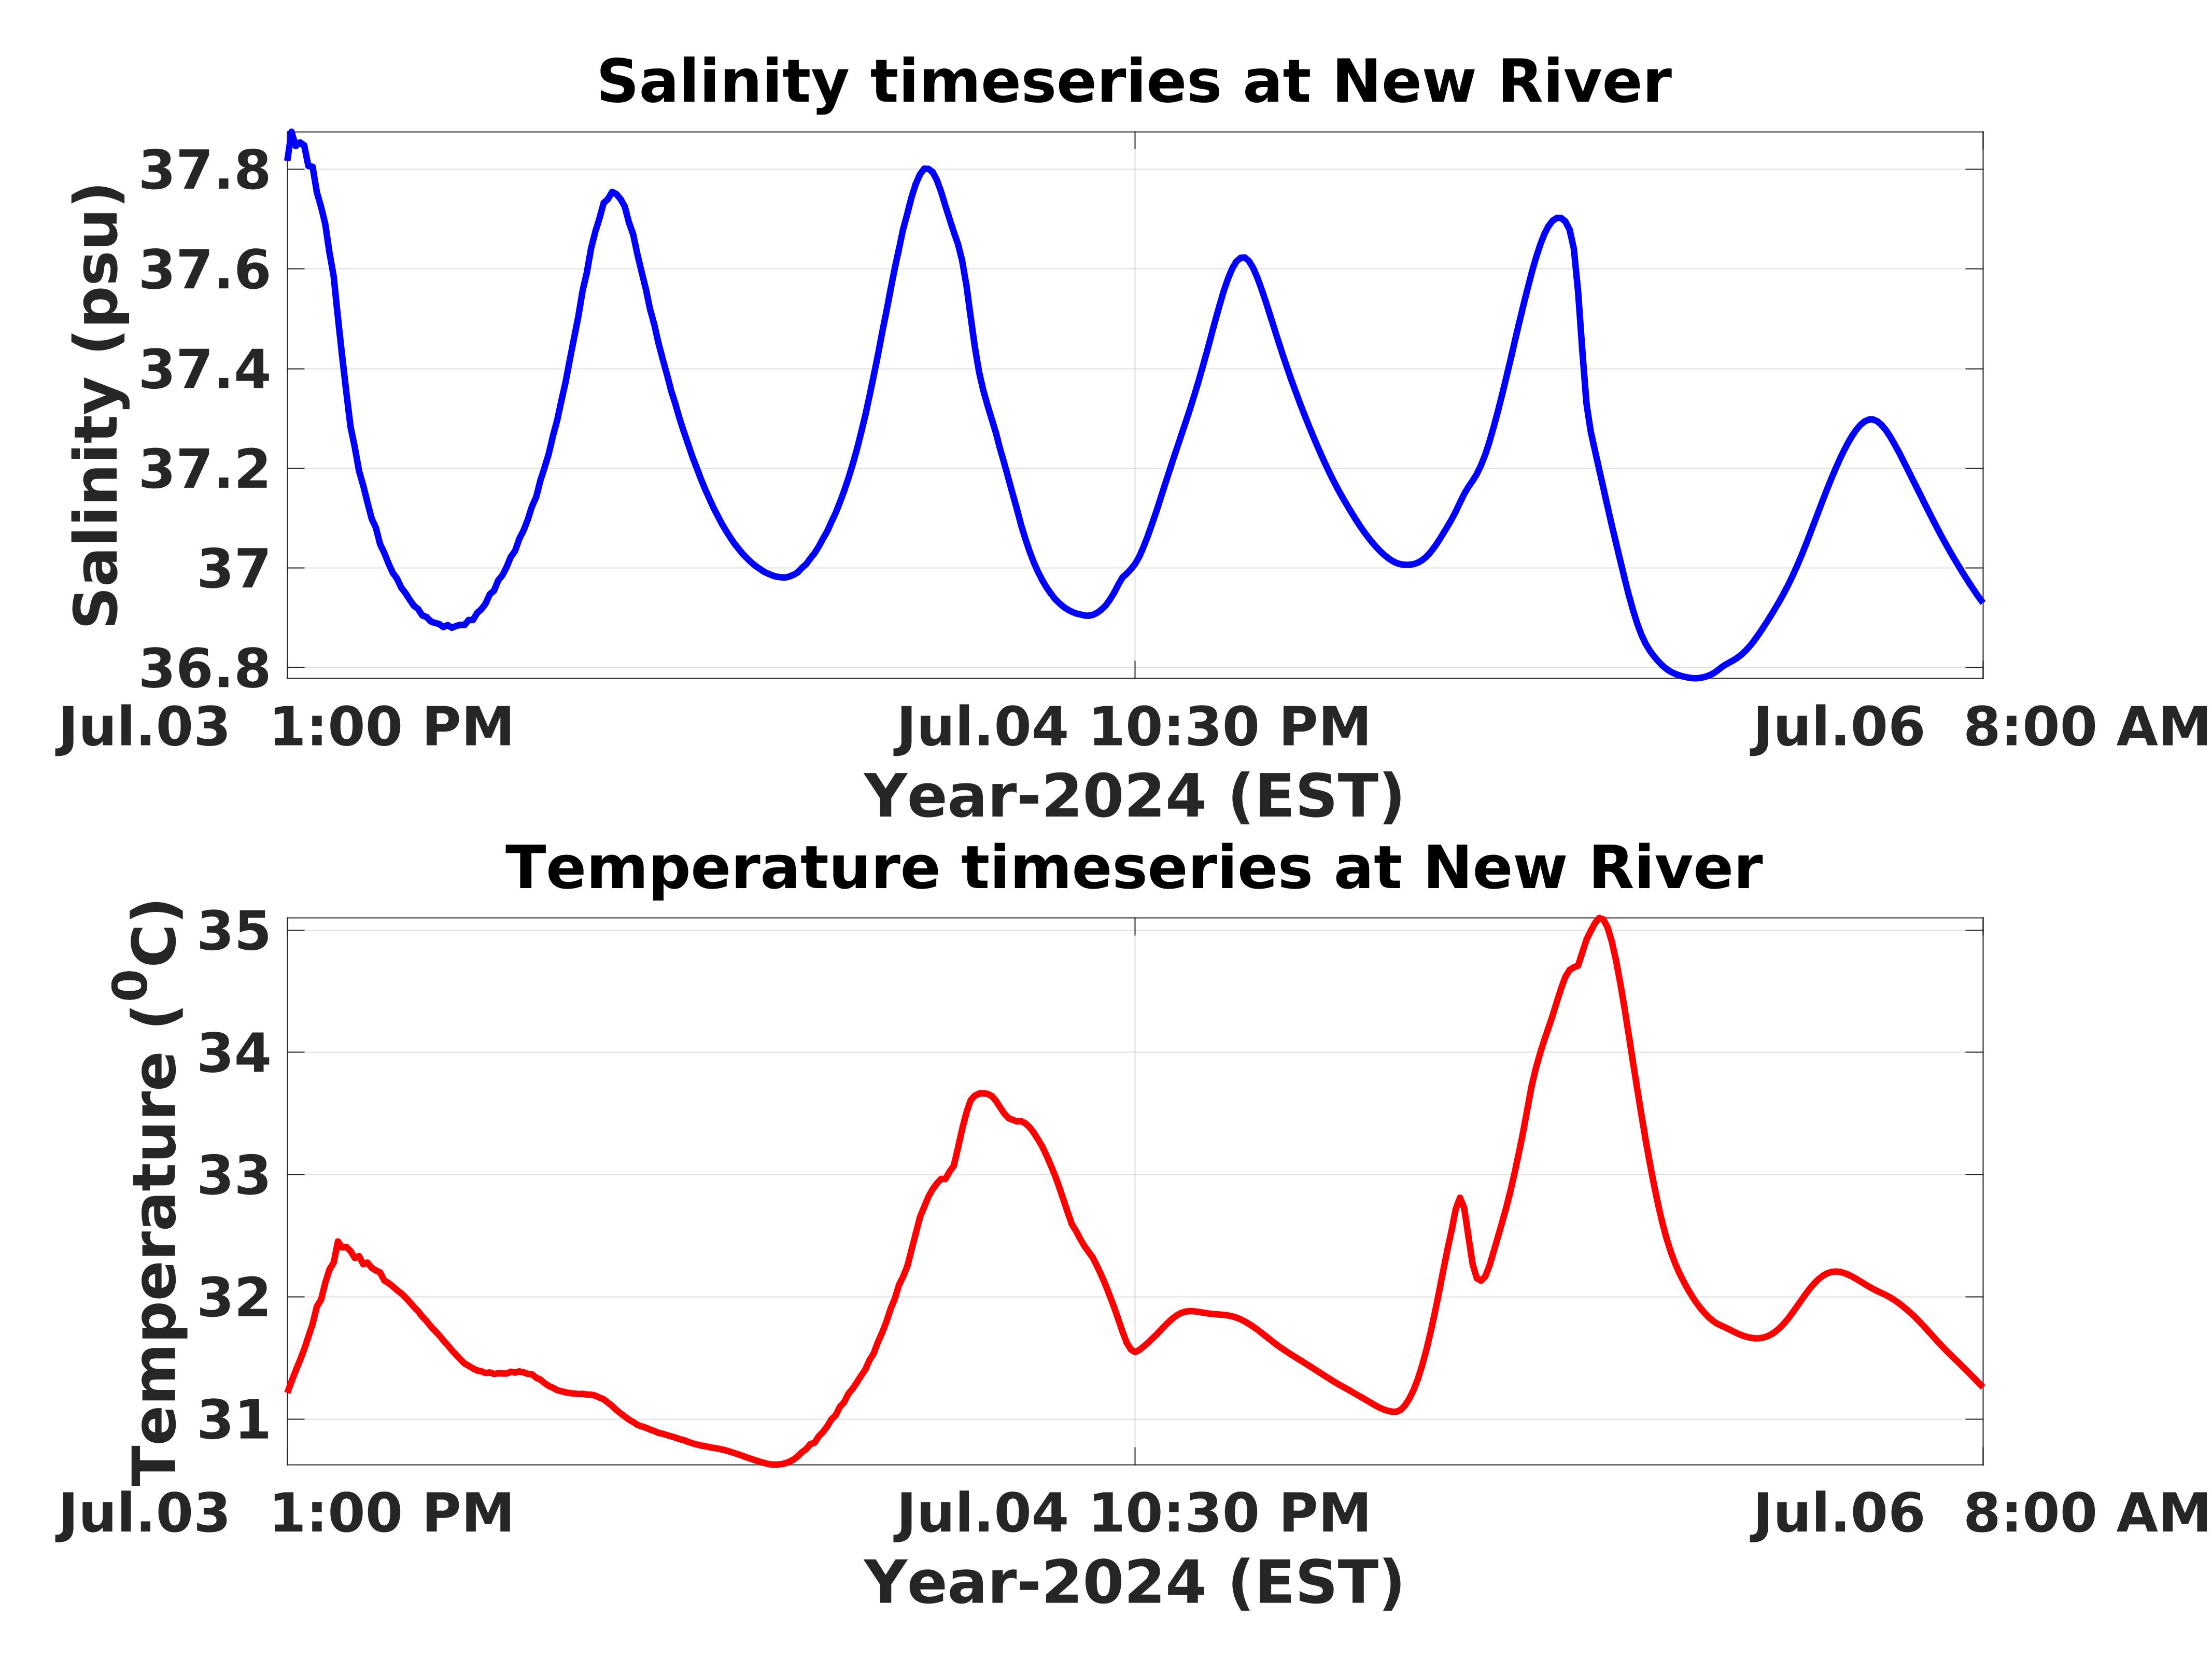 Salinity timeseries at New River
Salinity (psu)
37.8
37.6
37.4
37.2
37
36.8
Jul.03  1:00 PM Jul.04 10:30 PM Jul.06  8:00 AM
Year-2024 (EST)
Temperature timeseries at New River
Temperature (⁰C)
35
34
33
32
31
Jul.03  1:00 PM Jul.04 10:30 PM Jul.06  8:00 AM
Year-2024 (EST)